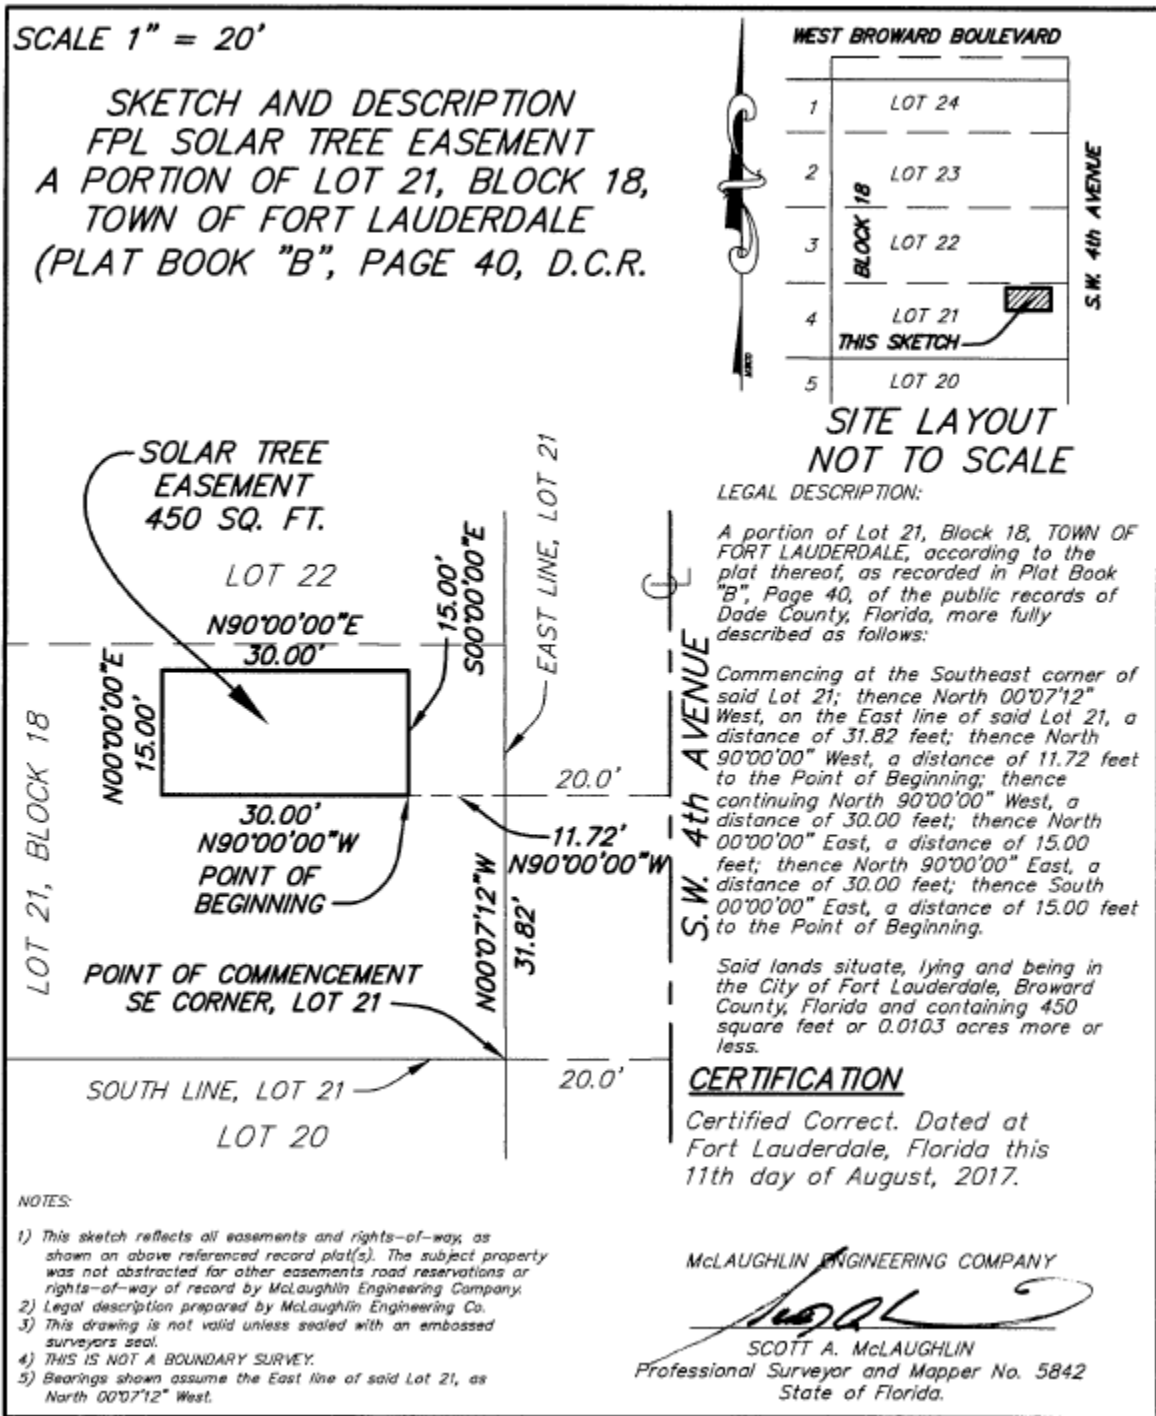 SCALE 1" = 20'
SKETCH AND DESCRIPTION
FPL SOLAR TREE EASEMENT
A PORTION OF LOT 21, BLOCK 18,
TOWN OF FORT LAUDERDALE
(PLAT BOOK "B", PAGE 40, D.C.R.
WEST BROWARD BOULEVARD
1 LOT 24
2 LOT 23
3 LOT 22
4 LOT 21
5 LOT 20
BLOCK 18
S.W. 4th AVENUE
THIS SKETCH
SITE LAYOUT
NOT TO SCALE
SOLAR TREE
EASEMENT
450 SQ. FT.
LOT 22
N90°00'00"E
30.00'
15.00'
S00°00'00"E
EAST LINE, LOT 21
N00°00'00"E
15.00'
LOT 21, BLOCK 18
30.00'
N90°00'00"W
POINT OF
BEGINNING
20.0'
11.72'
N90°00'00"W
N00°07'12"W
31.82'
POINT OF COMMENCEMENT
SE CORNER, LOT 21
SOUTH LINE, LOT 21
20.0'
LOT 20
S.W. 4th AVENUE
LEGAL DESCRIPTION:
A portion of Lot 21, Block 18, TOWN OF
FORT LAUDERDALE, according to the
plat thereof, as recorded in Plat Book
"B", Page 40, of the public records of
Dade County, Florida, more fully
described as follows:
Commencing at the Southeast corner of
said Lot 21; thence North 00°07'12"
West, on the East line of said Lot 21, a
distance of 31.82 feet; thence North
90°00'00" West, a distance of 11.72 feet
to the Point of Beginning; thence
continuing North 90°00'00" West, a
distance of 30.00 feet; thence North
00°00'00" East, a distance of 15.00
feet; thence North 90°00'00" East, a
distance of 30.00 feet; thence South
00°00'00" East, a distance of 15.00 feet
to the Point of Beginning.
Said lands situate, lying and being in
the City of Fort Lauderdale, Broward
County, Florida and containing 450
square feet or 0.0103 acres more or
less.
CERTIFICATION
Certified Correct. Dated at
Fort Lauderdale, Florida this
11th day of August, 2017.
McLAUGHLIN ENGINEERING COMPANY
SCOTT A. McLAUGHLIN
Professional Surveyor and Mapper No. 5842
State of Florida.
NOTES:
1) This sketch reflects all easements and rights-of-way, as
shown on above referenced record plat(s). The subject property
was not abstracted for other easements road reservations or
rights-of-way of record by McLaughlin Engineering Company.
2) Legal description prepared by McLaughlin Engineering Co.
3) This drawing is not valid unless sealed with an embossed
surveyors seal.
4) THIS IS NOT A BOUNDARY SURVEY.
5) Bearings shown assume the East line of said Lot 21, as
North 00°07'12" West.